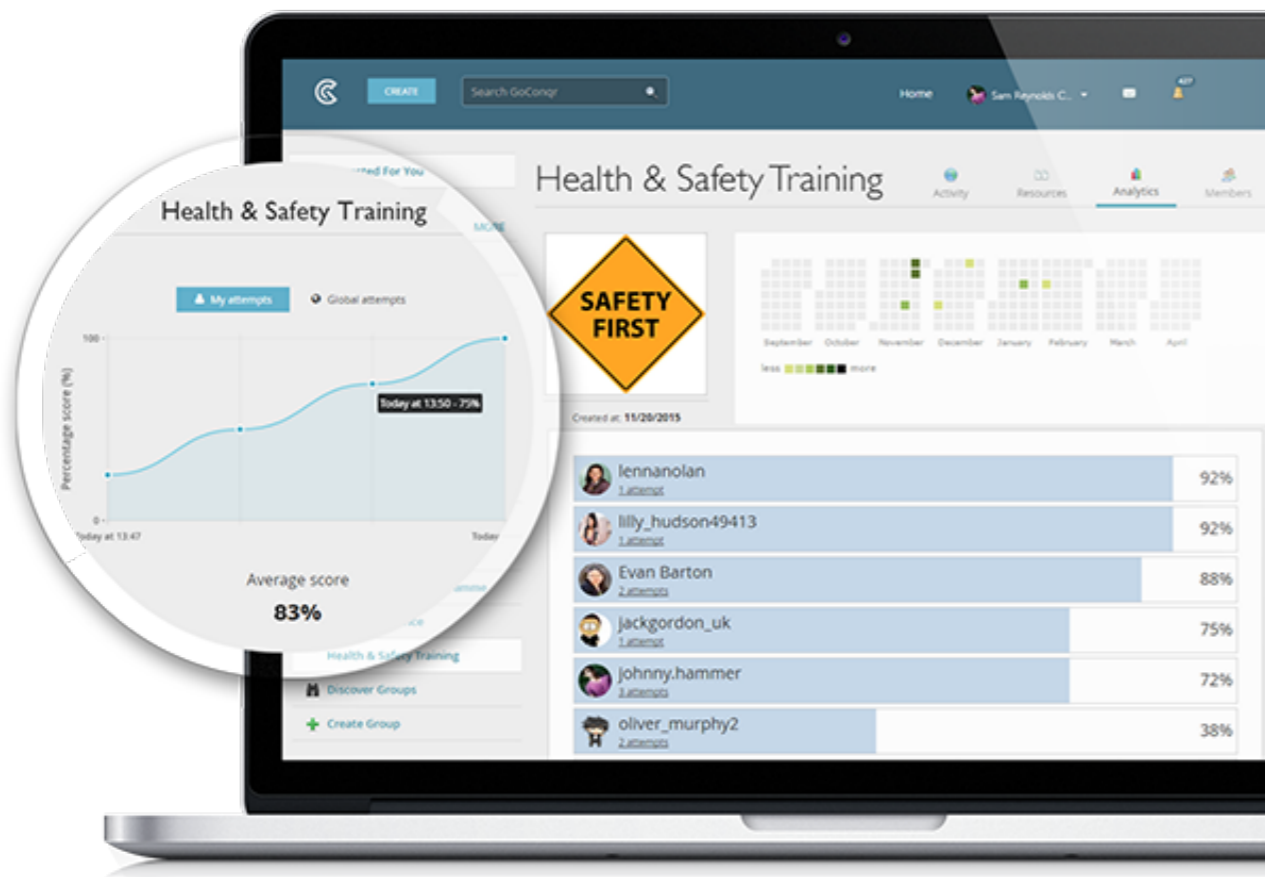 CREATE
Search GoConqr
Home
Sam Reynolds C...
427
For You
MORE
Health & Safety Training
Activity
Resources
Analytics
Members
SAFETY
FIRST
Created at: 11/20/2015
September October November December January February March April
less more
Health & Safety Training
My attempts
Global attempts
Percentage score (%)
100
Today at 13:50 - 75%
0
Today at 13:47
Today
Average score
83%
Health & Safety Training
Discover Groups
Create Group
lennanolan
1 attempt
92%
lilly_hudson49413
1 attempt
92%
Evan Barton
2 attempts
88%
jackgordon_uk
1 attempt
75%
johnny.hammer
3 attempts
72%
oliver_murphy2
2 attempts
38%